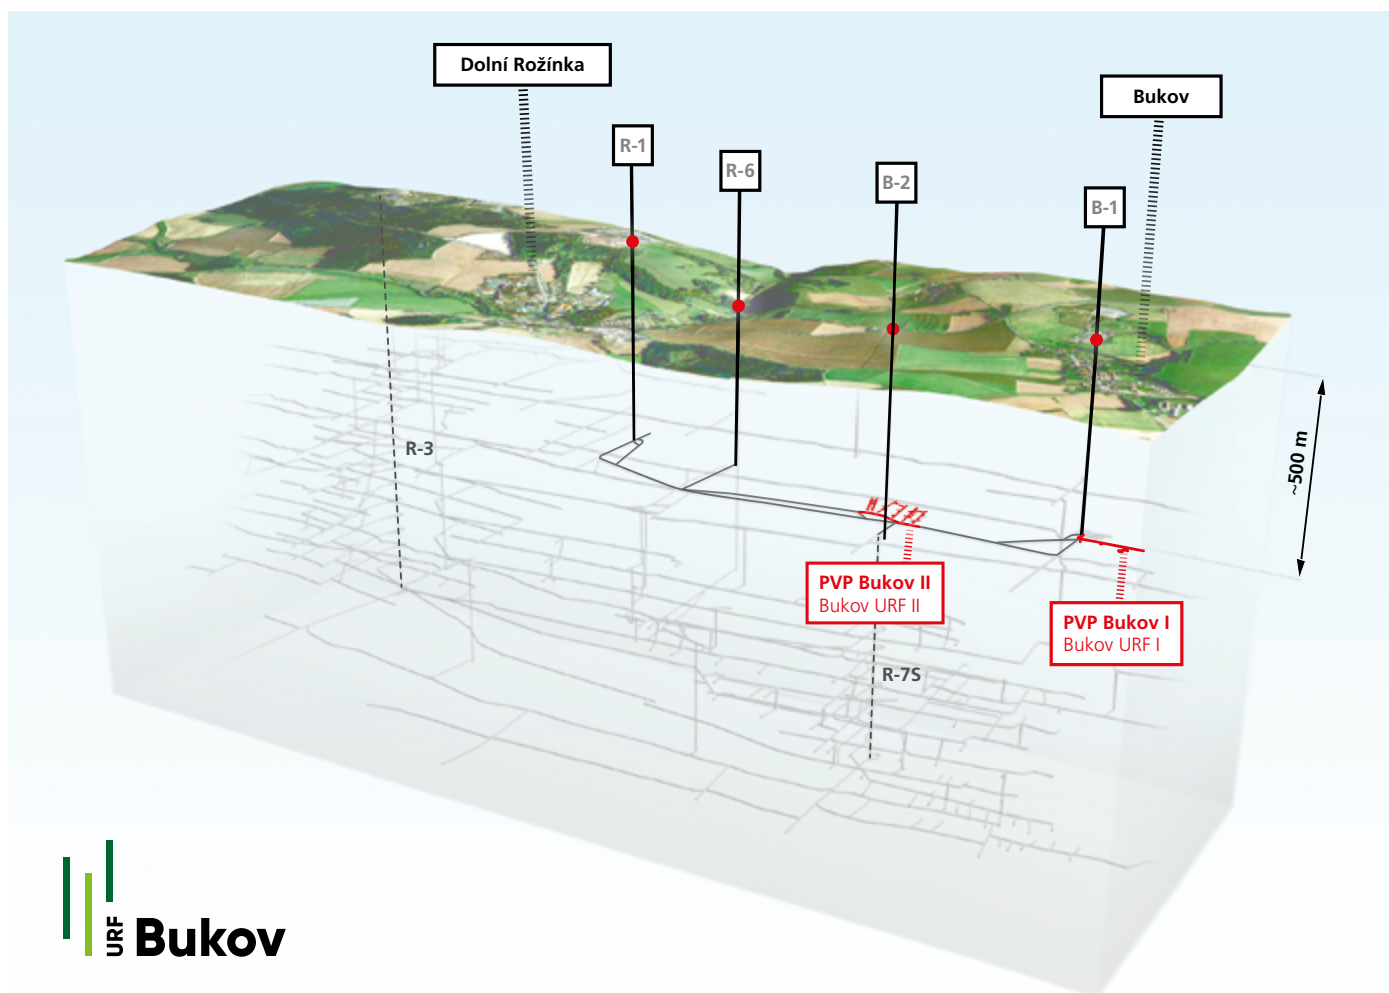 Dolní Rožínka
Bukov
R-1
R-6
B-2
B-1
R-3
~500 m
PVP Bukov II
Bukov URF II
PVP Bukov I
Bukov URF I
R-7S
URF Bukov